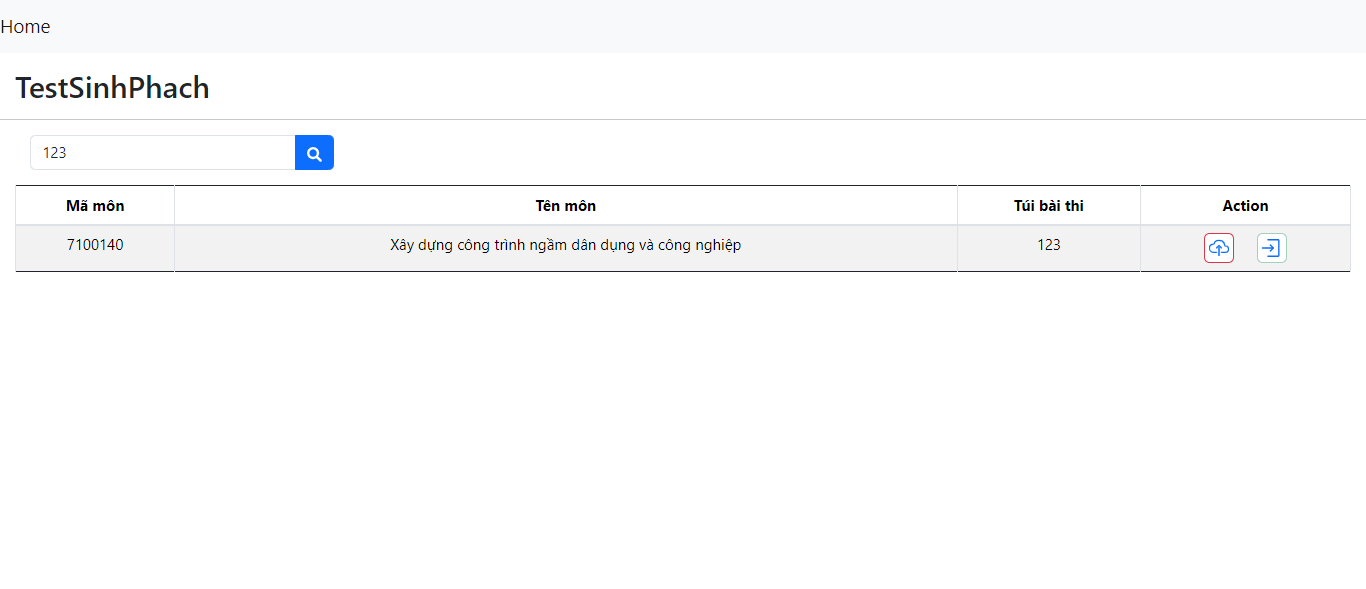 Home
TestSinhPhach
123
Mã môn Tên môn Túi bài thi Action
7100140 Xây dựng công trình ngầm dân dụng và công nghiệp 123